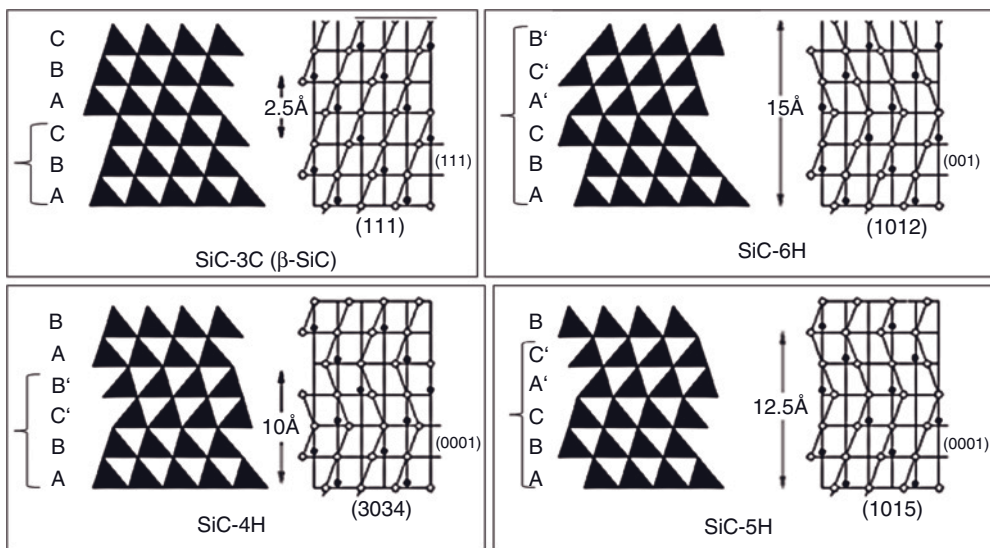 C
B
A
C
B
A
2.5Å
(111)
(111)
SiC-3C (β-SiC)
B‘
C‘
A‘
C
B
A
15Å
(001)
(1012)
SiC-6H
B
A
B‘
C‘
B
A
10Å
(0001)
(3034)
SiC-4H
B
C‘
A‘
C
B
A
12.5Å
(0001)
(1015)
SiC-5H